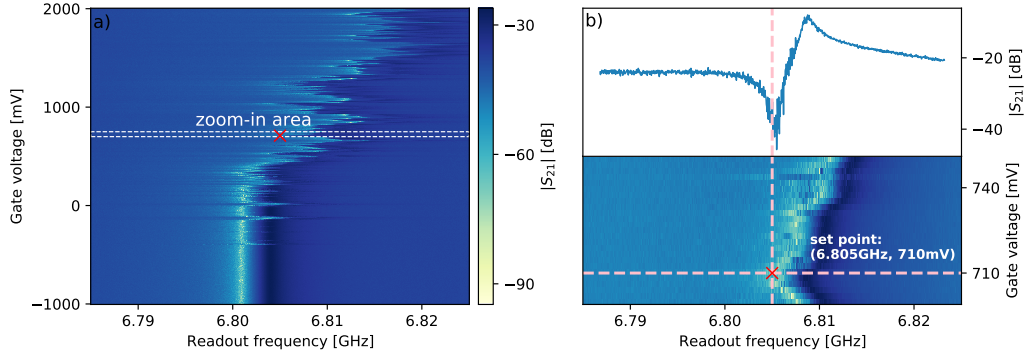 a)
2000
1000
0
−1000
Gate voltage [mV]
zoom-in area
6.79
6.80
6.81
6.82
Readout frequency [GHz]
−30
−60
−90
|S21| [dB]
b)
−20
−40
|S21| [dB]
740
710
Gate voltage [mV]
set point:
(6.805GHz, 710mV)
6.79
6.80
6.81
6.82
Readout frequency [GHz]